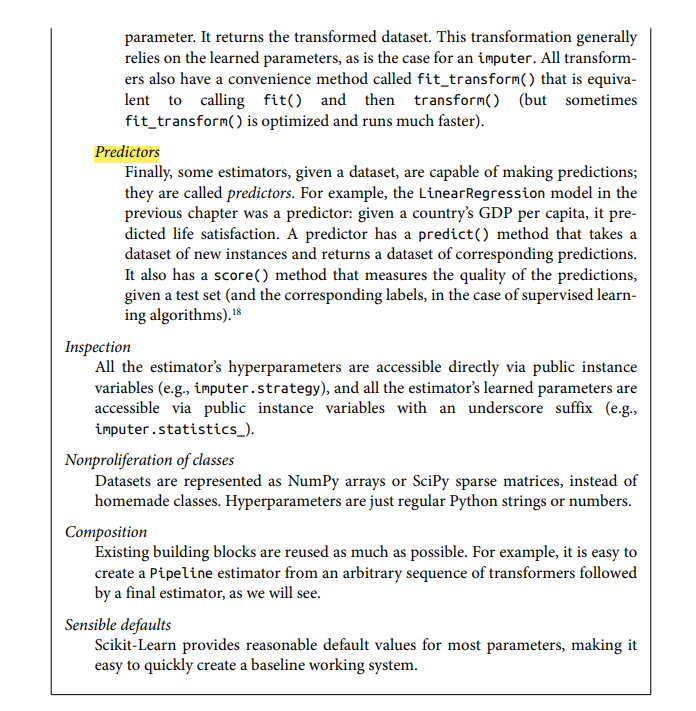 parameter. It returns the transformed dataset. This transformation generally
relies on the learned parameters, as is the case for an imputer. All transform-
ers also have a convenience method called fit_transform() that is equiva-
lent to calling fit() and then transform() (but sometimes
fit_transform() is optimized and runs much faster).
Predictors
Finally, some estimators, given a dataset, are capable of making predictions;
they are called predictors. For example, the LinearRegression model in the
previous chapter was a predictor: given a country’s GDP per capita, it pre-
dicted life satisfaction. A predictor has a predict() method that takes a
dataset of new instances and returns a dataset of corresponding predictions.
It also has a score() method that measures the quality of the predictions,
given a test set (and the corresponding labels, in the case of supervised learn-
ing algorithms).¹⁸
Inspection
All the estimator’s hyperparameters are accessible directly via public instance
variables (e.g., imputer.strategy), and all the estimator’s learned parameters are
accessible via public instance variables with an underscore suffix (e.g.,
imputer.statistics_).
Nonproliferation of classes
Datasets are represented as NumPy arrays or SciPy sparse matrices, instead of
homemade classes. Hyperparameters are just regular Python strings or numbers.
Composition
Existing building blocks are reused as much as possible. For example, it is easy to
create a Pipeline estimator from an arbitrary sequence of transformers followed
by a final estimator, as we will see.
Sensible defaults
Scikit-Learn provides reasonable default values for most parameters, making it
easy to quickly create a baseline working system.